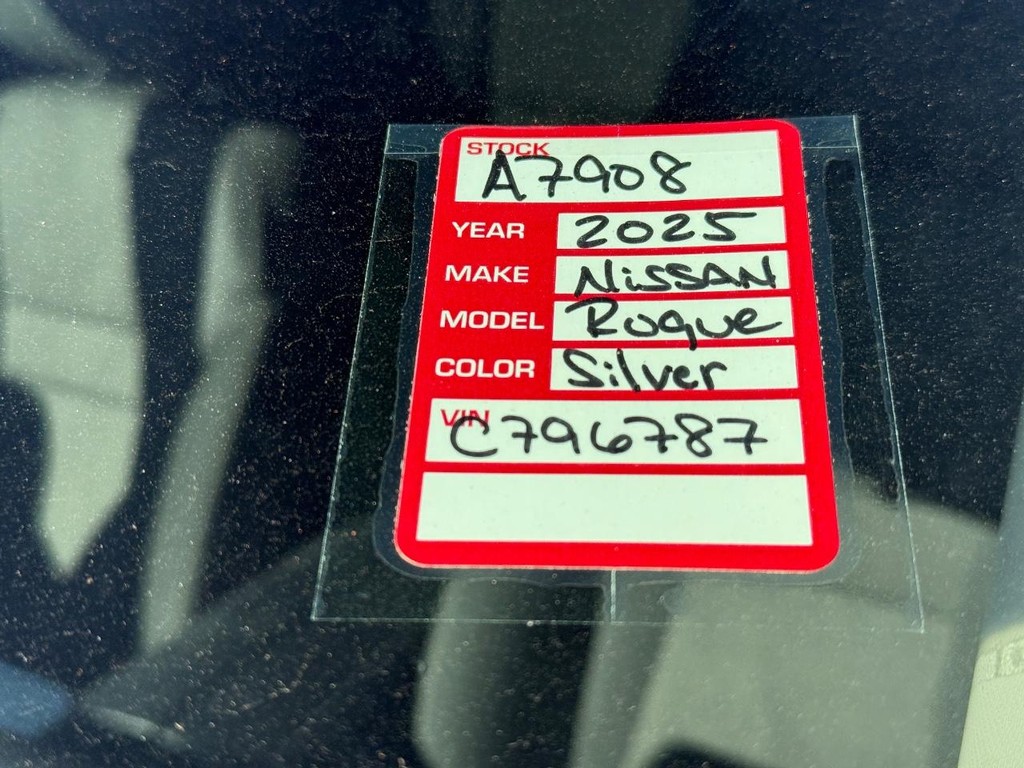 STOCK
A7908
YEAR 2025
MAKE NiSSAN
MODEL Rogue
COLOR Silver
VIN
C796787